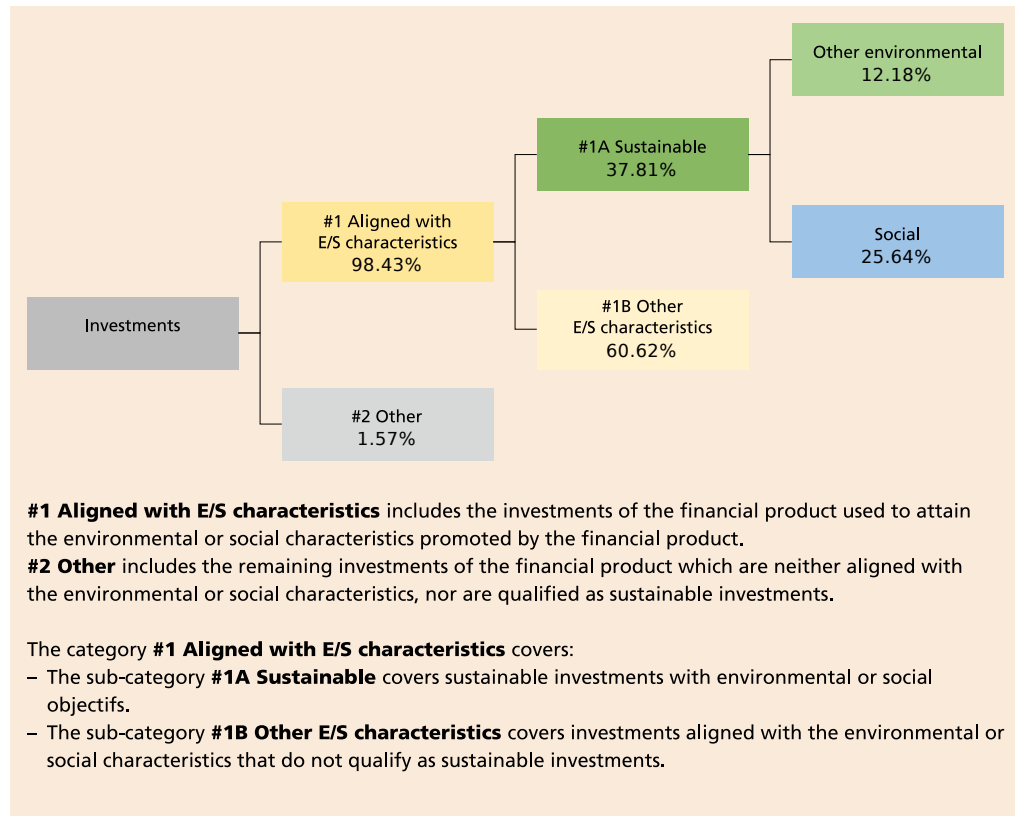 Other environmental
12.18%
#1A Sustainable
37.81%
#1 Aligned with
E/S characteristics
98.43%
Social
25.64%
Investments
#1B Other
E/S characteristics
60.62%
#2 Other
1.57%
#1 Aligned with E/S characteristics includes the investments of the financial product used to attain
the environmental or social characteristics promoted by the financial product.
#2 Other includes the remaining investments of the financial product which are neither aligned with
the environmental or social characteristics, nor are qualified as sustainable investments.
The category #1 Aligned with E/S characteristics covers:
– The sub-category #1A Sustainable covers sustainable investments with environmental or social
objectifs.
– The sub-category #1B Other E/S characteristics covers investments aligned with the environmental or
social characteristics that do not qualify as sustainable investments.